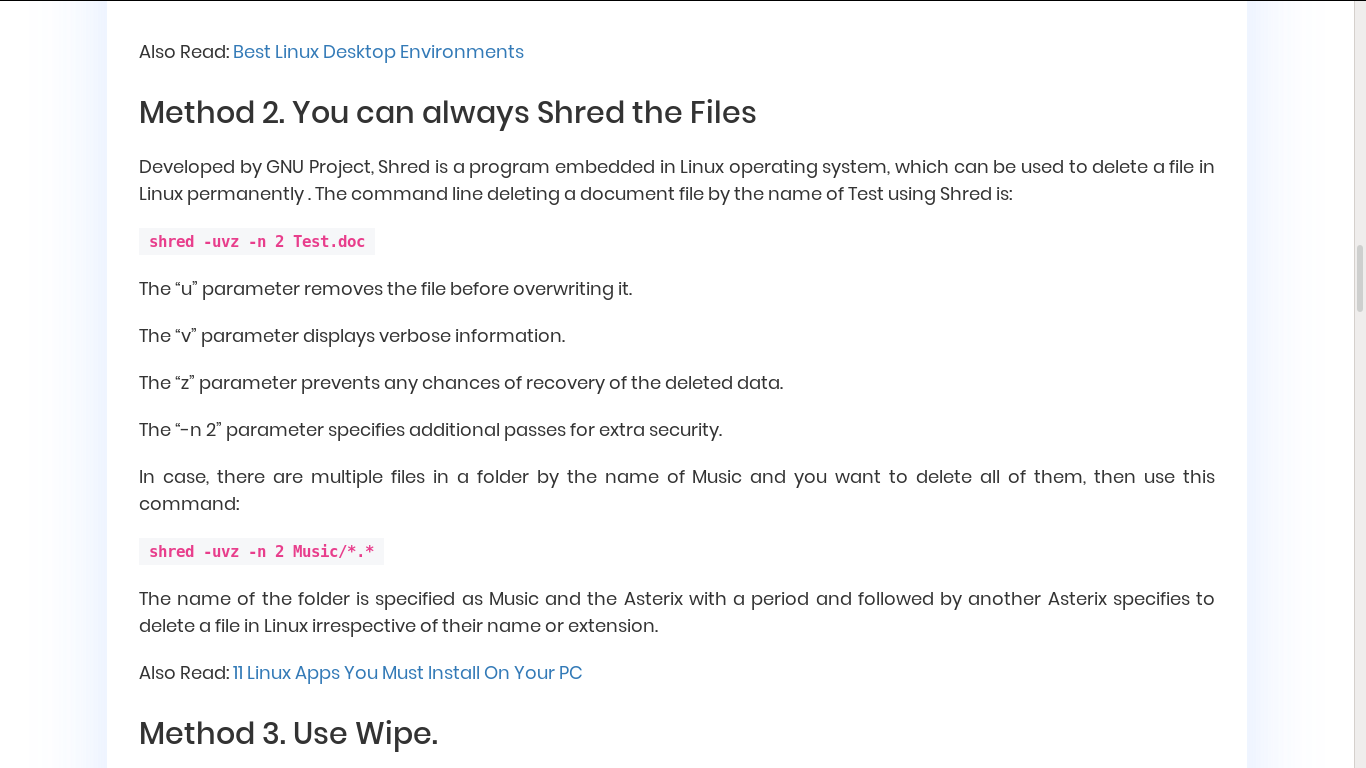 Also Read: Best Linux Desktop Environments
Method 2. You can always Shred the Files
Developed by GNU Project, Shred is a program embedded in Linux operating system, which can be used to delete a file in
Linux permanently . The command line deleting a document file by the name of Test using Shred is:
shred -uvz -n 2 Test.doc
The “u” parameter removes the file before overwriting it.
The “v” parameter displays verbose information.
The “z” parameter prevents any chances of recovery of the deleted data.
The “-n 2” parameter specifies additional passes for extra security.
In case, there are multiple files in a folder by the name of Music and you want to delete all of them, then use this
command:
shred -uvz -n 2 Music/*.*
The name of the folder is specified as Music and the Asterix with a period and followed by another Asterix specifies to
delete a file in Linux irrespective of their name or extension.
Also Read: 11 Linux Apps You Must Install On Your PC
Method 3. Use Wipe.